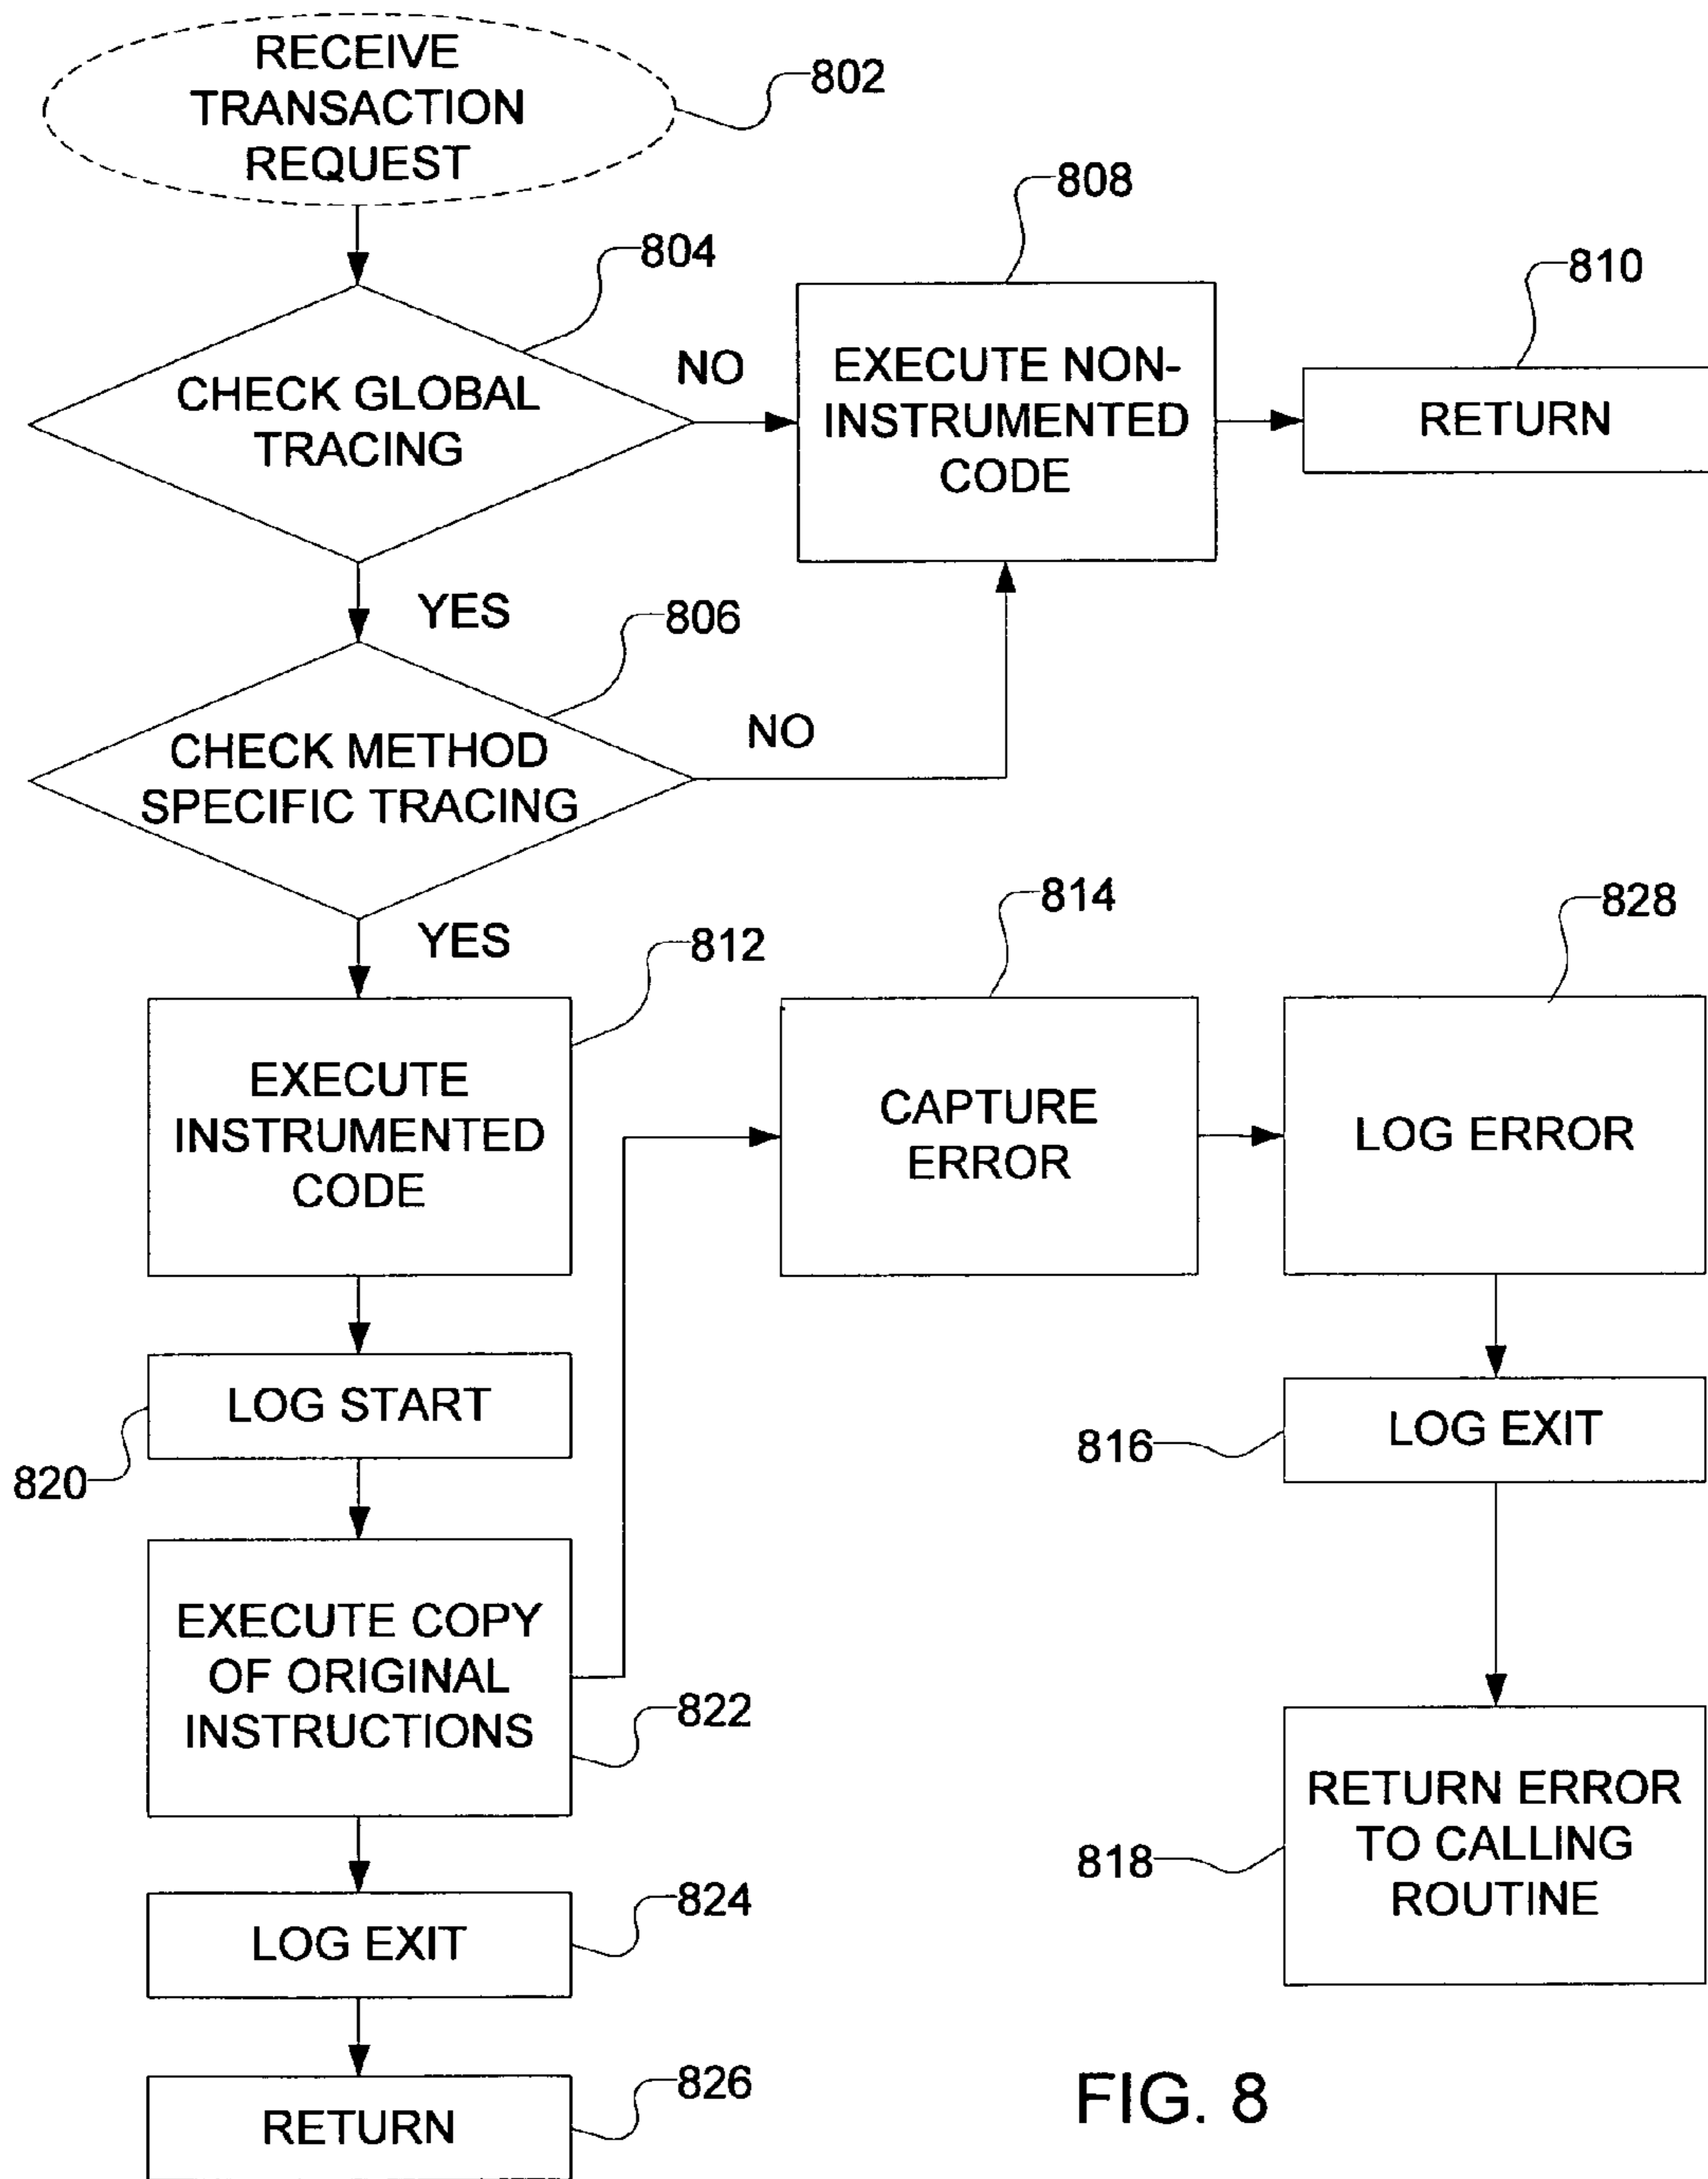 RECEIVE
TRANSACTION
REQUEST
802
804
CHECK GLOBAL
TRACING
NO
808
EXECUTE NON-
INSTRUMENTED
CODE
810
RETURN
YES
806
CHECK METHOD
SPECIFIC TRACING
NO
YES
812
EXECUTE
INSTRUMENTED
CODE
814
CAPTURE
ERROR
828
LOG ERROR
LOG START
820
816
LOG EXIT
EXECUTE COPY
OF ORIGINAL
INSTRUCTIONS
822
818
RETURN ERROR
TO CALLING
ROUTINE
824
LOG EXIT
826
RETURN
FIG. 8